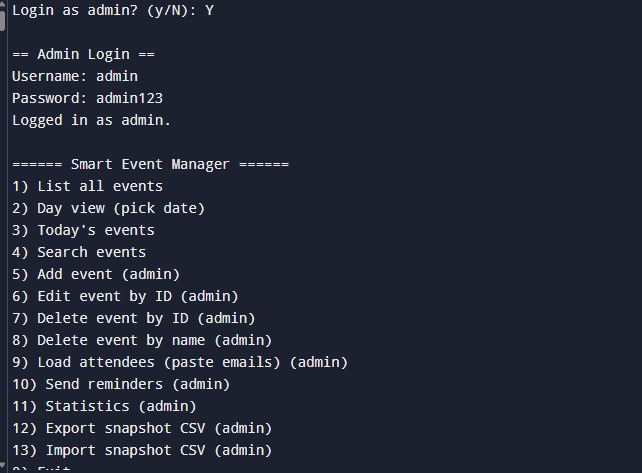 Login as admin? (y/N): Y
== Admin Login ==
Username: admin
Password: admin123
Logged in as admin.
====== Smart Event Manager ======
1) List all events
2) Day view (pick date)
3) Today's events
4) Search events
5) Add event (admin)
6) Edit event by ID (admin)
7) Delete event by ID (admin)
8) Delete event by name (admin)
9) Load attendees (paste emails) (admin)
10) Send reminders (admin)
11) Statistics (admin)
12) Export snapshot CSV (admin)
13) Import snapshot CSV (admin)